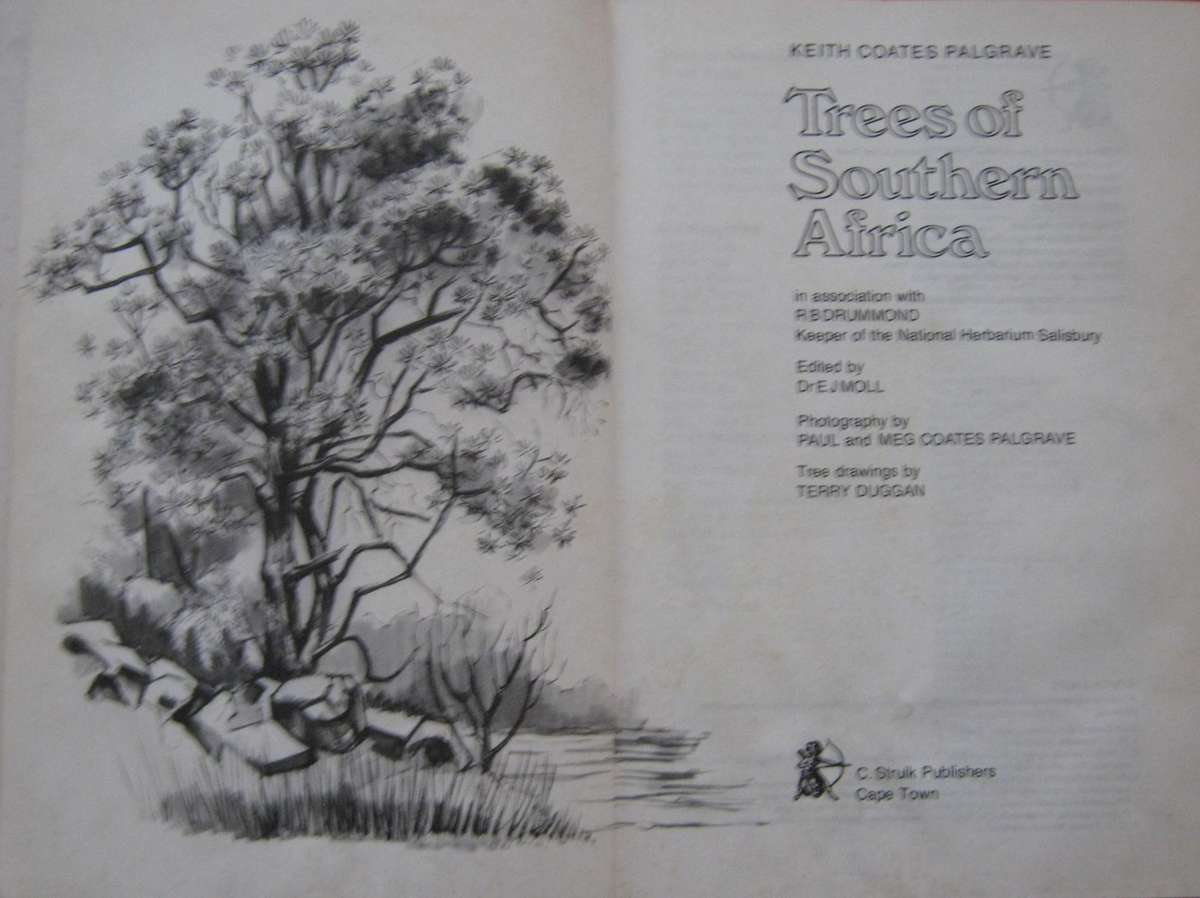 KEITH COATES PALGRAVE
Trees of
Southern
Africa
in association with
R B DRUMMOND
Keeper of the National Herbarium Salisbury
Edited by
Dr E J MOLL
Photography by
PAUL and MEG COATES PALGRAVE
Tree drawings by
TERRY DUGGAN
C. Struik Publishers
Cape Town